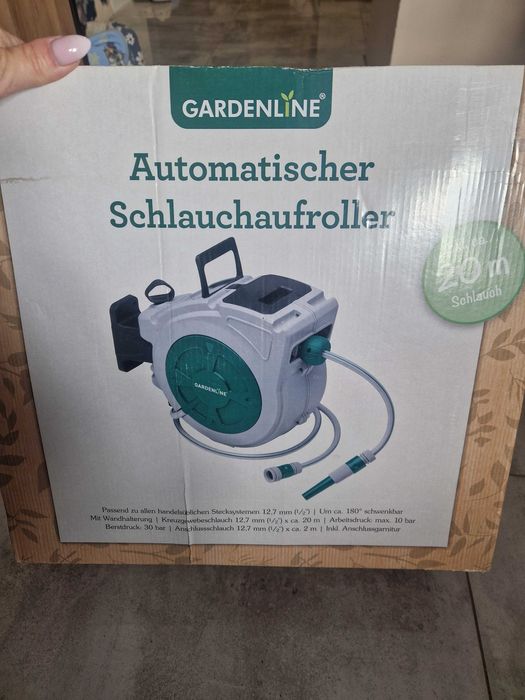 GARDENLINE®
Automatischer
Schlauchaufroller
ca.
20 m
Schlauch
GARDENLINE
Passend zu allen handelsüblichen Stecksystemen 12,7 mm (1/2") | Um ca. 180° schwenkbar
Mit Wandhalterung | Kreuzgewebeschlauch 12,7 mm (1/2") x ca. 20 m | Arbeitsdruck: max. 10 bar
Berstdruck: 30 bar | Anschlussschlauch 12,7 mm (1/2") x ca. 2 m | Inkl. Anschlussgarnitur